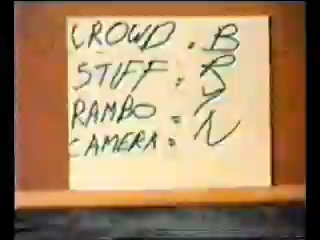 CROWD = B
STIFF = B
RAMBO = Y
CAMERA = N